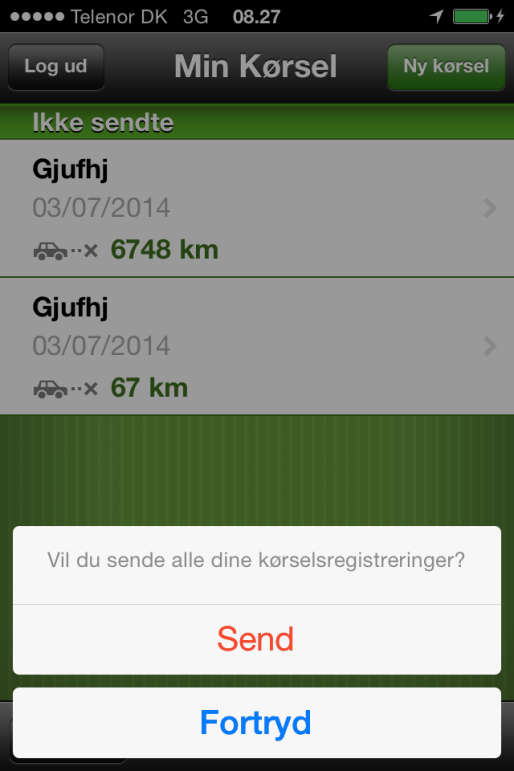 Telenor DK 3G 08.27
Log ud Min Kørsel Ny kørsel
Ikke sendte
Gjufhj
03/07/2014
6748 km
Gjufhj
03/07/2014
67 km
Vil du sende alle dine kørselsregistreringer?
Send
Fortryd